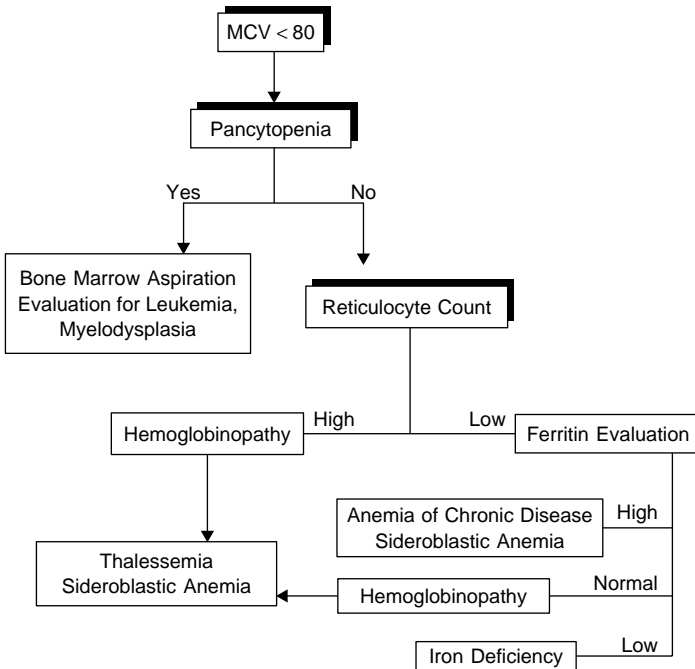 MCV < 80
Pancytopenia
Yes
No
Bone Marrow Aspiration
Evaluation for Leukemia,
Myelodysplasia
Reticulocyte Count
High
Low
Hemoglobinopathy
Ferritin Evaluation
Anemia of Chronic Disease
Sideroblastic Anemia
High
Thalessemia
Sideroblastic Anemia
Hemoglobinopathy
Normal
Iron Deficiency
Low